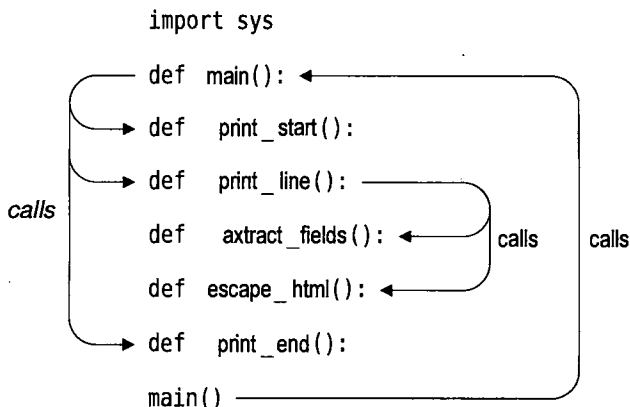 import sys
def main():
def print_start():
def print_line():
calls
def axtract_fields():
calls
calls
def escape_html():
def print_end():
main()